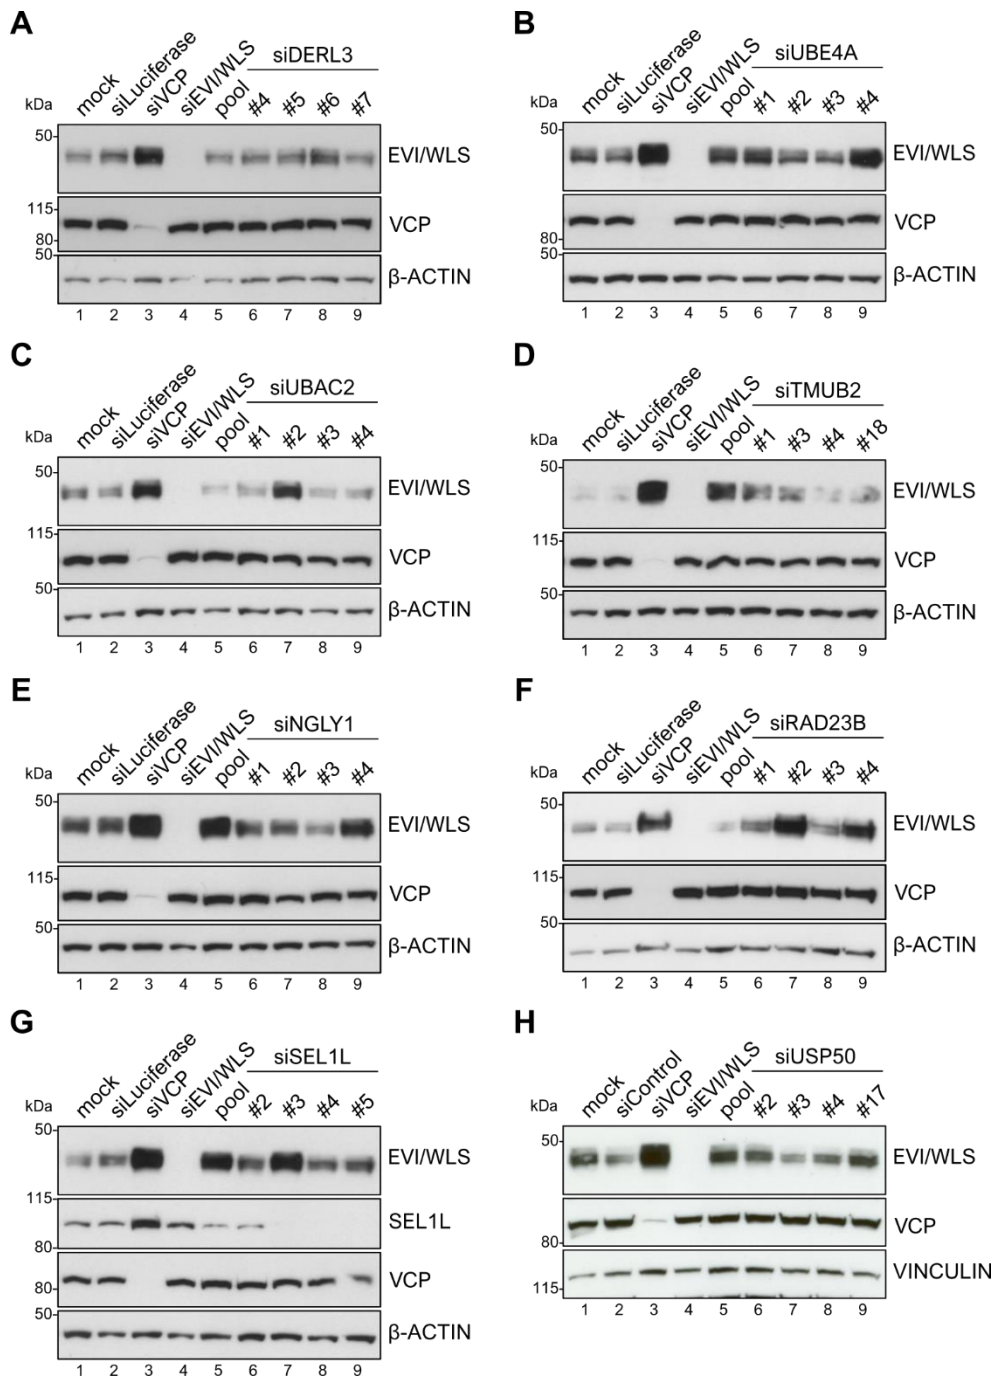 A
siDERL3
mock siLuciferase siVCP siEVI/WLS pool #4 #5 #6 #7
kDa
50
EVI/WLS
115
VCP
80
50
β-ACTIN
1 2 3 4 5 6 7 8 9
B
siUBE4A
mock siLuciferase siVCP siEVI/WLS pool #1 #2 #3 #4
kDa
50
EVI/WLS
VCP
80
50
β-ACTIN
1 2 3 4 5 6 7 8 9
C
siUBAC2
mock siLuciferase siVCP siEVI/WLS pool #1 #2 #3 #4
kDa
50
EVI/WLS
115
VCP
50
β-ACTIN
1 2 3 4 5 6 7 8 9
D
siTMUB2
mock siLuciferase siVCP siEVI/WLS pool #1 #3 #4 #18
kDa
50
EVI/WLS
115
VCP
50
β-ACTIN
1 2 3 4 5 6 7 8 9
E
siNGLY1
mock siLuciferase siVCP siEVI/WLS pool #1 #2 #3 #4
kDa
50
EVI/WLS
115
VCP
50
β-ACTIN
1 2 3 4 5 6 7 8 9
F
siRAD23B
mock siLuciferase siVCP siEVI/WLS pool #1 #2 #3 #4
kDa
50
EVI/WLS
115
VCP
50
β-ACTIN
1 2 3 4 5 6 7 8 9
G
siSEL1L
mock siLuciferase siVCP siEVI/WLS pool #2 #3 #4 #5
kDa
50
EVI/WLS
115
SEL1L
80
VCP
80
50
β-ACTIN
1 2 3 4 5 6 7 8 9
H
siUSP50
mock siControl siVCP siEVI/WLS pool #2 #3 #4 #17
kDa
50
EVI/WLS
VCP
80
VINCULIN
115
1 2 3 4 5 6 7 8 9